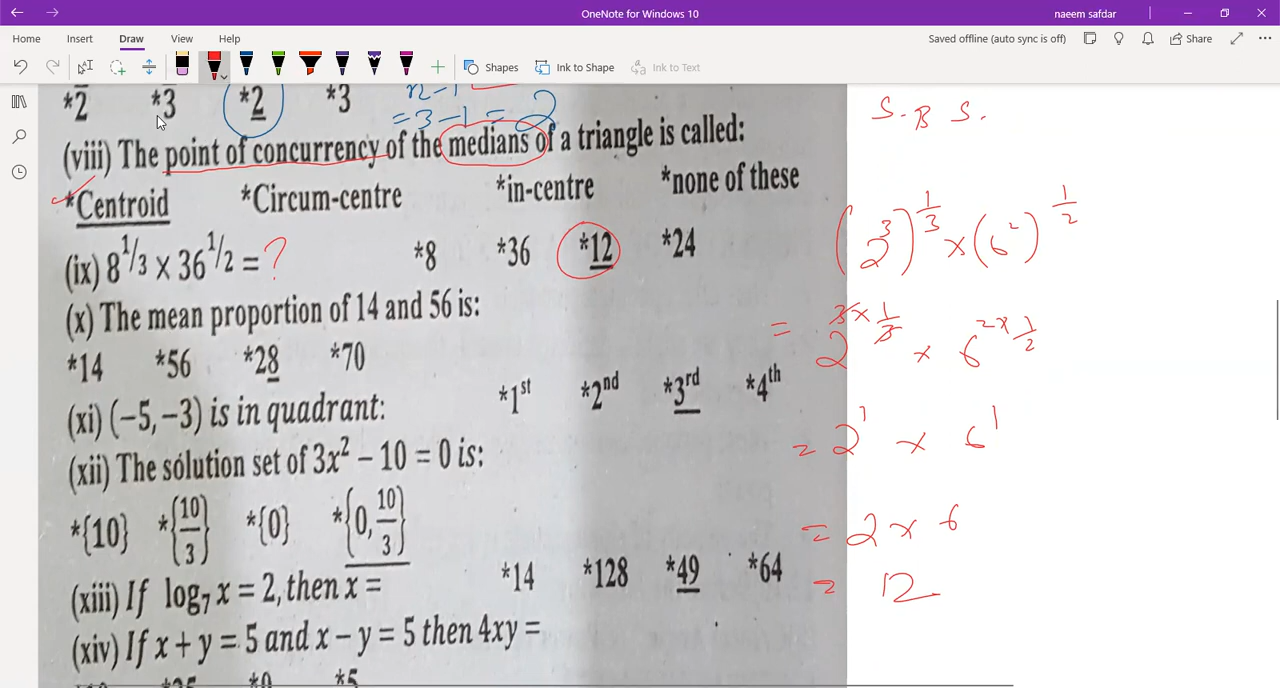 OneNote for Windows 10
naeem safdar
Home Insert Draw View Help
Saved offline (auto sync is off) Share
Shapes Ink to Shape Ink to Text
*2 *3 *2 *3
n-1
= 3 - 1 = 2
(viii) The point of concurrency of the medians of a triangle is called:
*Centroid *Circum-centre *in-centre *none of these
(ix) 8^1/3 × 36^1/2 = ? *8 *36 *12 *24
(x) The mean proportion of 14 and 56 is:
*14 *56 *28 *70
(xi) (−5, −3) is in quadrant: *1st *2nd *3rd *4th
(xii) The solution set of 3x² − 10 = 0 is:
*{10} *{10/3} *{0} *{0, 10/3}
(xiii) If log₇ x = 2, then x = *14 *128 *49 *64
(xiv) If x + y = 5 and x − y = 5 then 4xy =
*25 *0 *5
S. B S.
(2³)^1/3 × (6²)^1/2
= 2^3×1/3 × 6^2×1/2
= 2¹ × 6¹
= 2 × 6
= 12